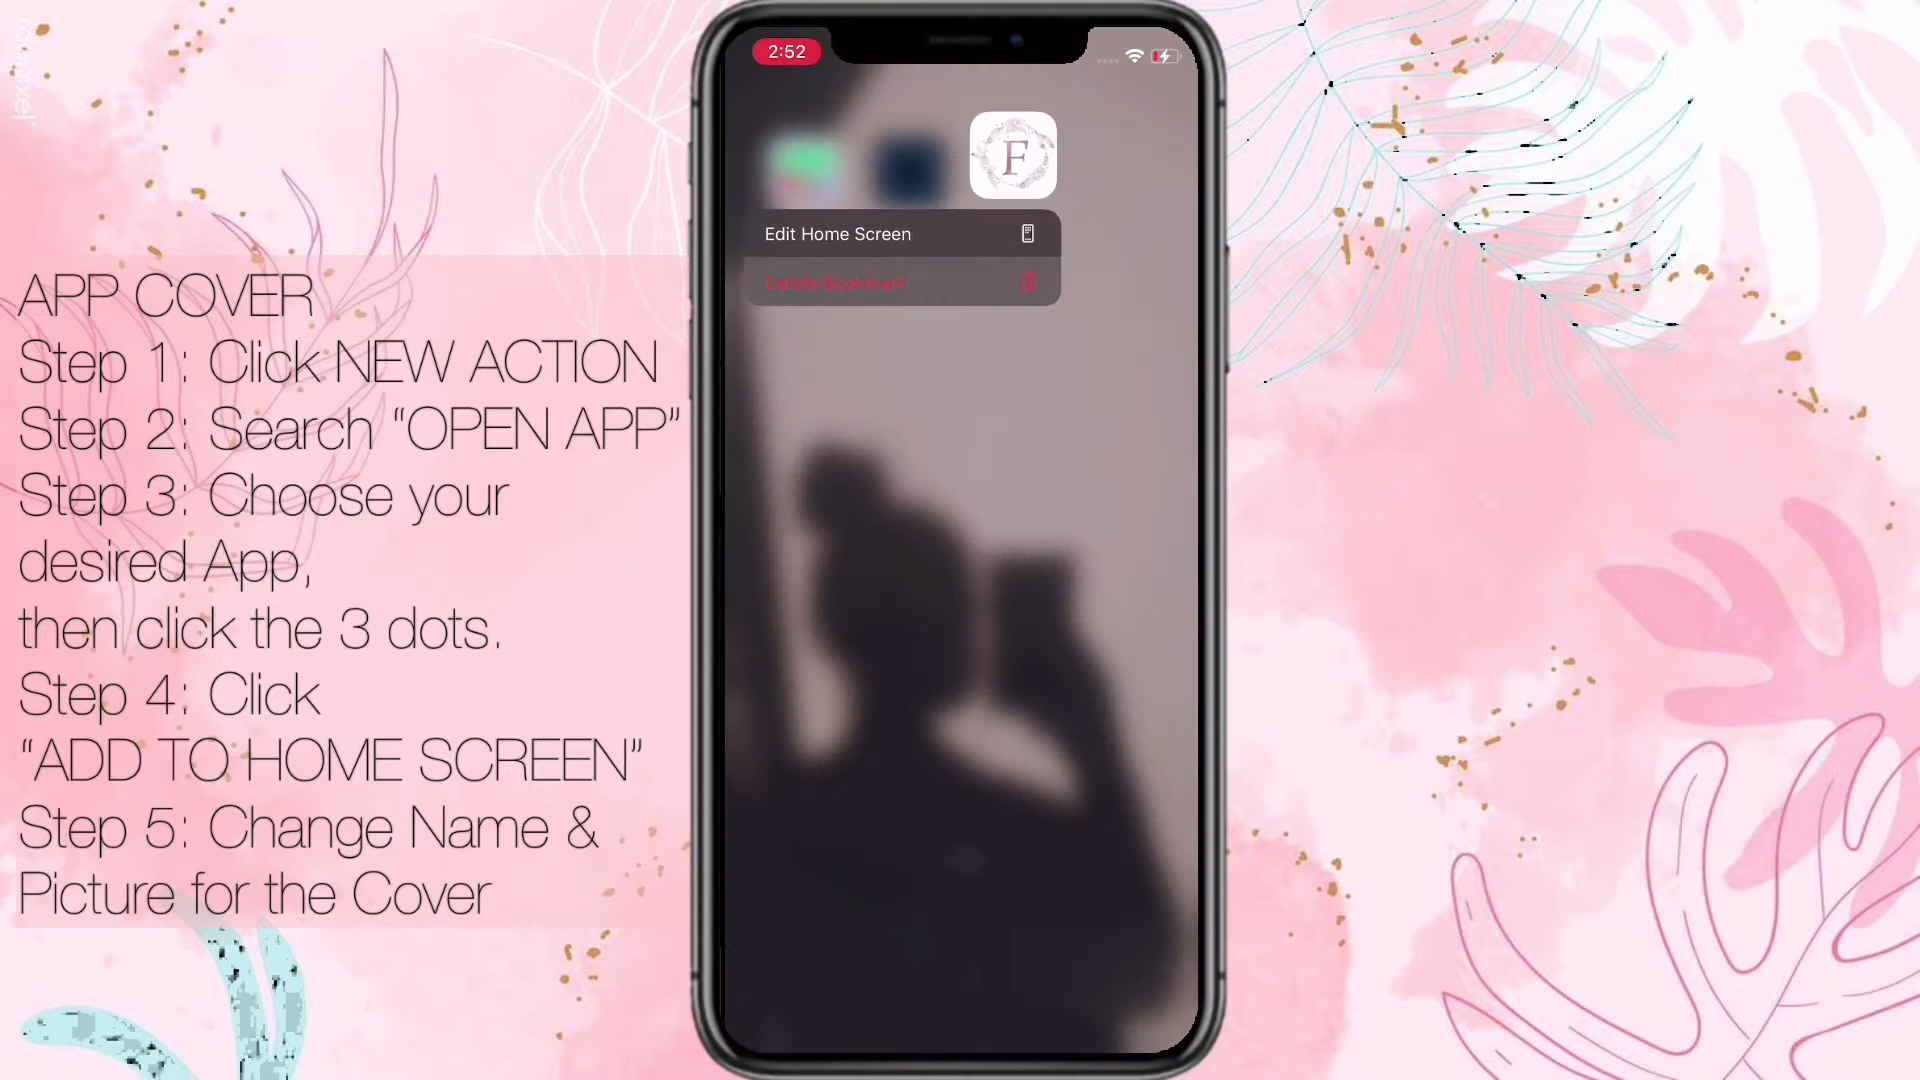 rawpixel
APP COVER
Step 1: Click NEW ACTION
Step 2: Search “OPEN APP”
Step 3: Choose your
desired App,
then click the 3 dots.
Step 4: Click
“ADD TO HOME SCREEN”
Step 5: Change Name &
Picture for the Cover
2:52
F
Edit Home Screen
Delete Bookmark